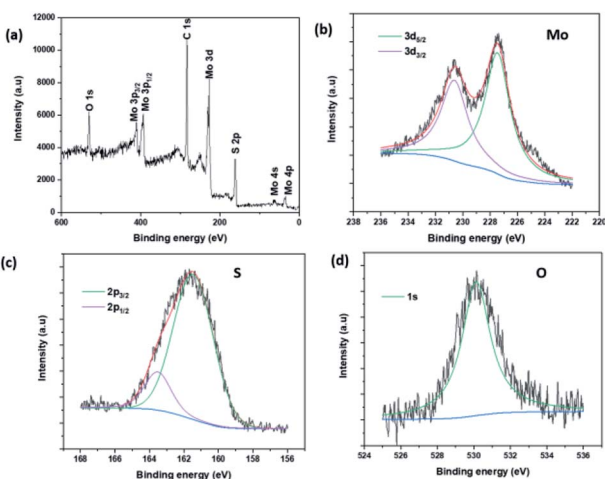 (a)
12000
10000
8000
6000
4000
2000
0
Intensity (a.u)
O 1s
Mo 3p3/2
Mo 3p1/2
C 1s
Mo 3d
S 2p
Mo 4s
Mo 4p
600 400 200 0
Binding energy (eV)
(b)
3d5/2
3d3/2
Mo
Intensity (a.u)
238 236 234 232 230 228 226 224 222 220
Binding energy (eV)
(c)
2p3/2
2p1/2
S
Intensity (a.u)
168 166 164 162 160 158 156
Binding energy (eV)
(d)
1s
O
Intensity (a.u)
524 526 528 530 532 534 536
Binding energy (eV)